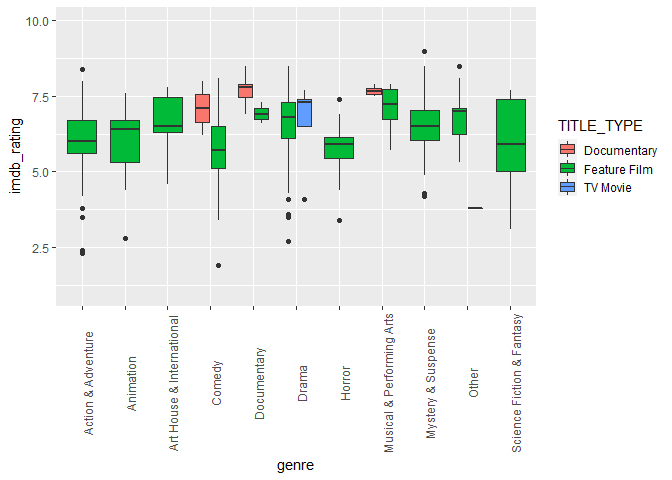 10.0
7.5
5.0
2.5
imdb_rating
Action & Adventure
Animation
Art House & International
Comedy
Documentary
Drama
Horror
Musical & Performing Arts
Mystery & Suspense
Other
Science Fiction & Fantasy
genre
TITLE_TYPE
Documentary
Feature Film
TV Movie